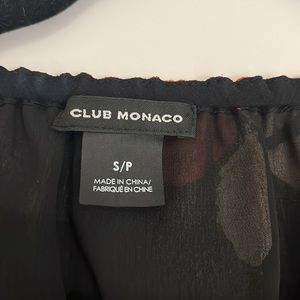 CLUB MONACO
S/P
MADE IN CHINA/
FABRIQUÉ EN CHINE